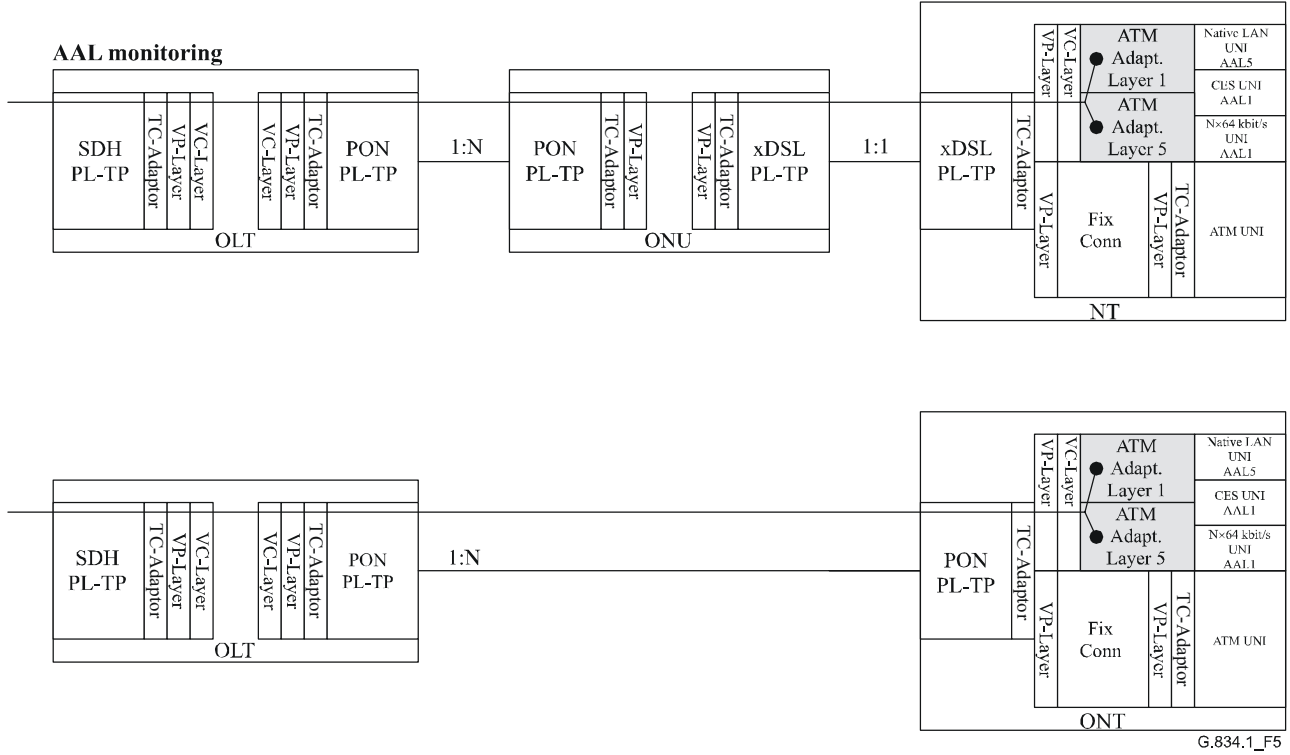 AAL monitoring
SDH
PL-TP
TC-Adaptor
VP-Layer
VC-Layer
VC-Layer
VP-Layer
TC-Adaptor
PON
PL-TP
OLT
1:N
PON
PL-TP
TC-Adaptor
VP-Layer
VP-Layer
TC-Adaptor
xDSL
PL-TP
ONU
1:1
xDSL
PL-TP
TC-Adaptor
VP-Layer
VC-Layer
ATM
Adapt.
Layer 1
ATM
Adapt.
Layer 5
Native LAN
UNI
AAL5
CES UNI
AAL1
N×64 kbit/s
UNI
AAL1
VP-Layer
Fix
Conn
VP-Layer
TC-Adaptor
ATM UNI
NT
SDH
PL-TP
TC-Adaptor
VP-Layer
VC-Layer
VC-Layer
VP-Layer
TC-Adaptor
PON
PL-TP
OLT
1:N
PON
PL-TP
TC-Adaptor
VP-Layer
VC-Layer
ATM
Adapt.
Layer 1
ATM
Adapt.
Layer 5
Native LAN
UNI
AAL5
CES UNI
AAL1
N×64 kbit/s
UNI
AAL1
VP-Layer
Fix
Conn
VP-Layer
TC-Adaptor
ATM UNI
ONT
G.834.1_F5